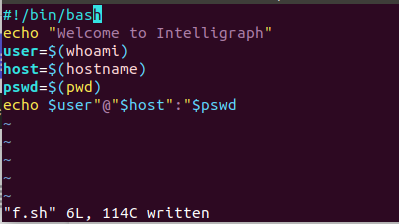 #!/bin/bash
echo "Welcome to Intelligraph"
user=$(whoami)
host=$(hostname)
pswd=$(pwd)
echo $user"@"$host":"$pswd
~
~
~
~
~
"f.sh" 6L, 114C written